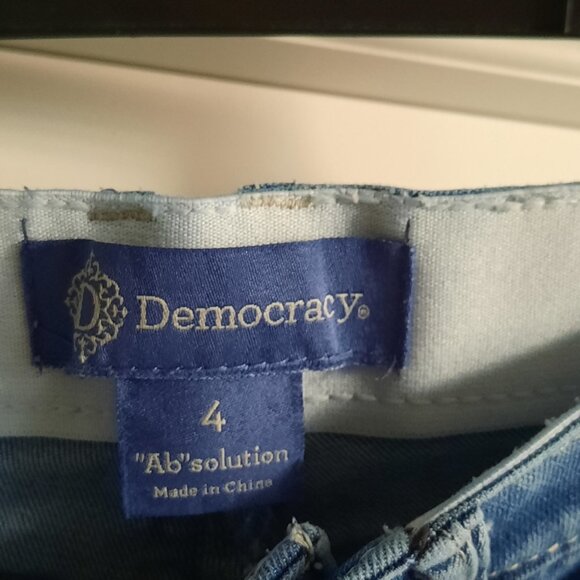 D Democracy®
4
"Ab"solution
Made in China